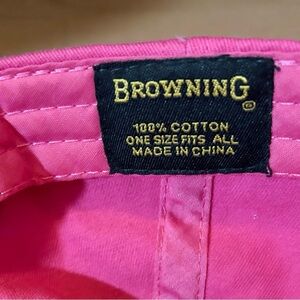 BROWNING
®
100% COTTON
ONE SIZE FITS ALL
MADE IN CHINA